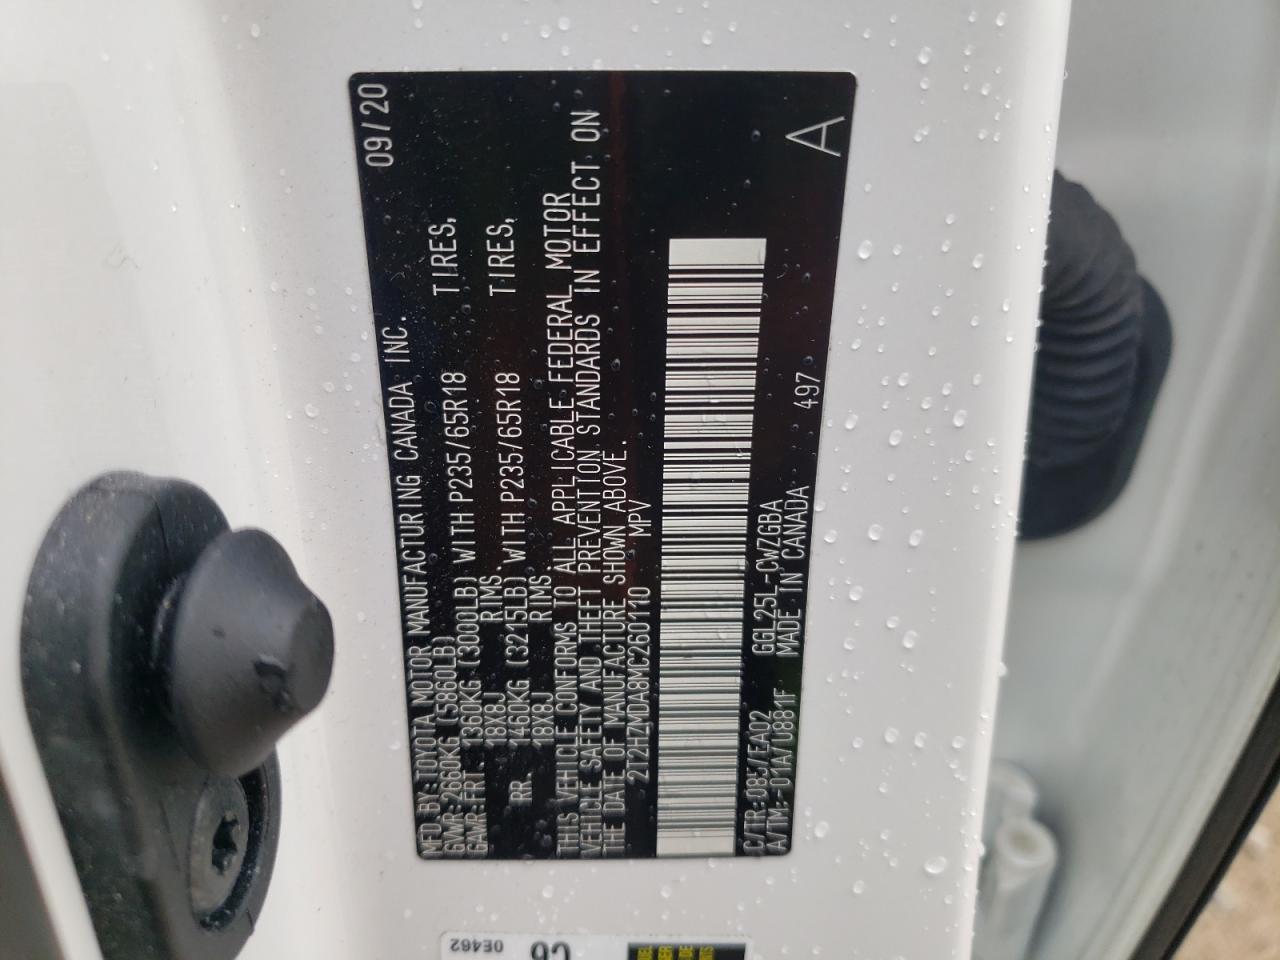 MFD BY: TOYOTA MOTOR MANUFACTURING CANADA INC. 09/20
GVWR: 2660KG (5860LB)
GAWR: FRT 1360KG (3000LB) WITH P235/65R18 TIRES,
18X8J RIMS,
RR. 1460KG (3215LB) WITH P235/65R18 TIRES,
18X8J RIMS
THIS VEHICLE CONFORMS TO ALL APPLICABLE FEDERAL MOTOR
VEHICLE SAFETY AND THEFT PREVENTION STANDARDS IN EFFECT ON
THE DATE OF MANUFACTURE SHOWN ABOVE.
2T2HZMDA8MC260110 MPV
C/TR: 085/EA02 GGL25L-CWZGBA
A/TM: -01A/U881F MADE IN CANADA 497 A
0E462
C6